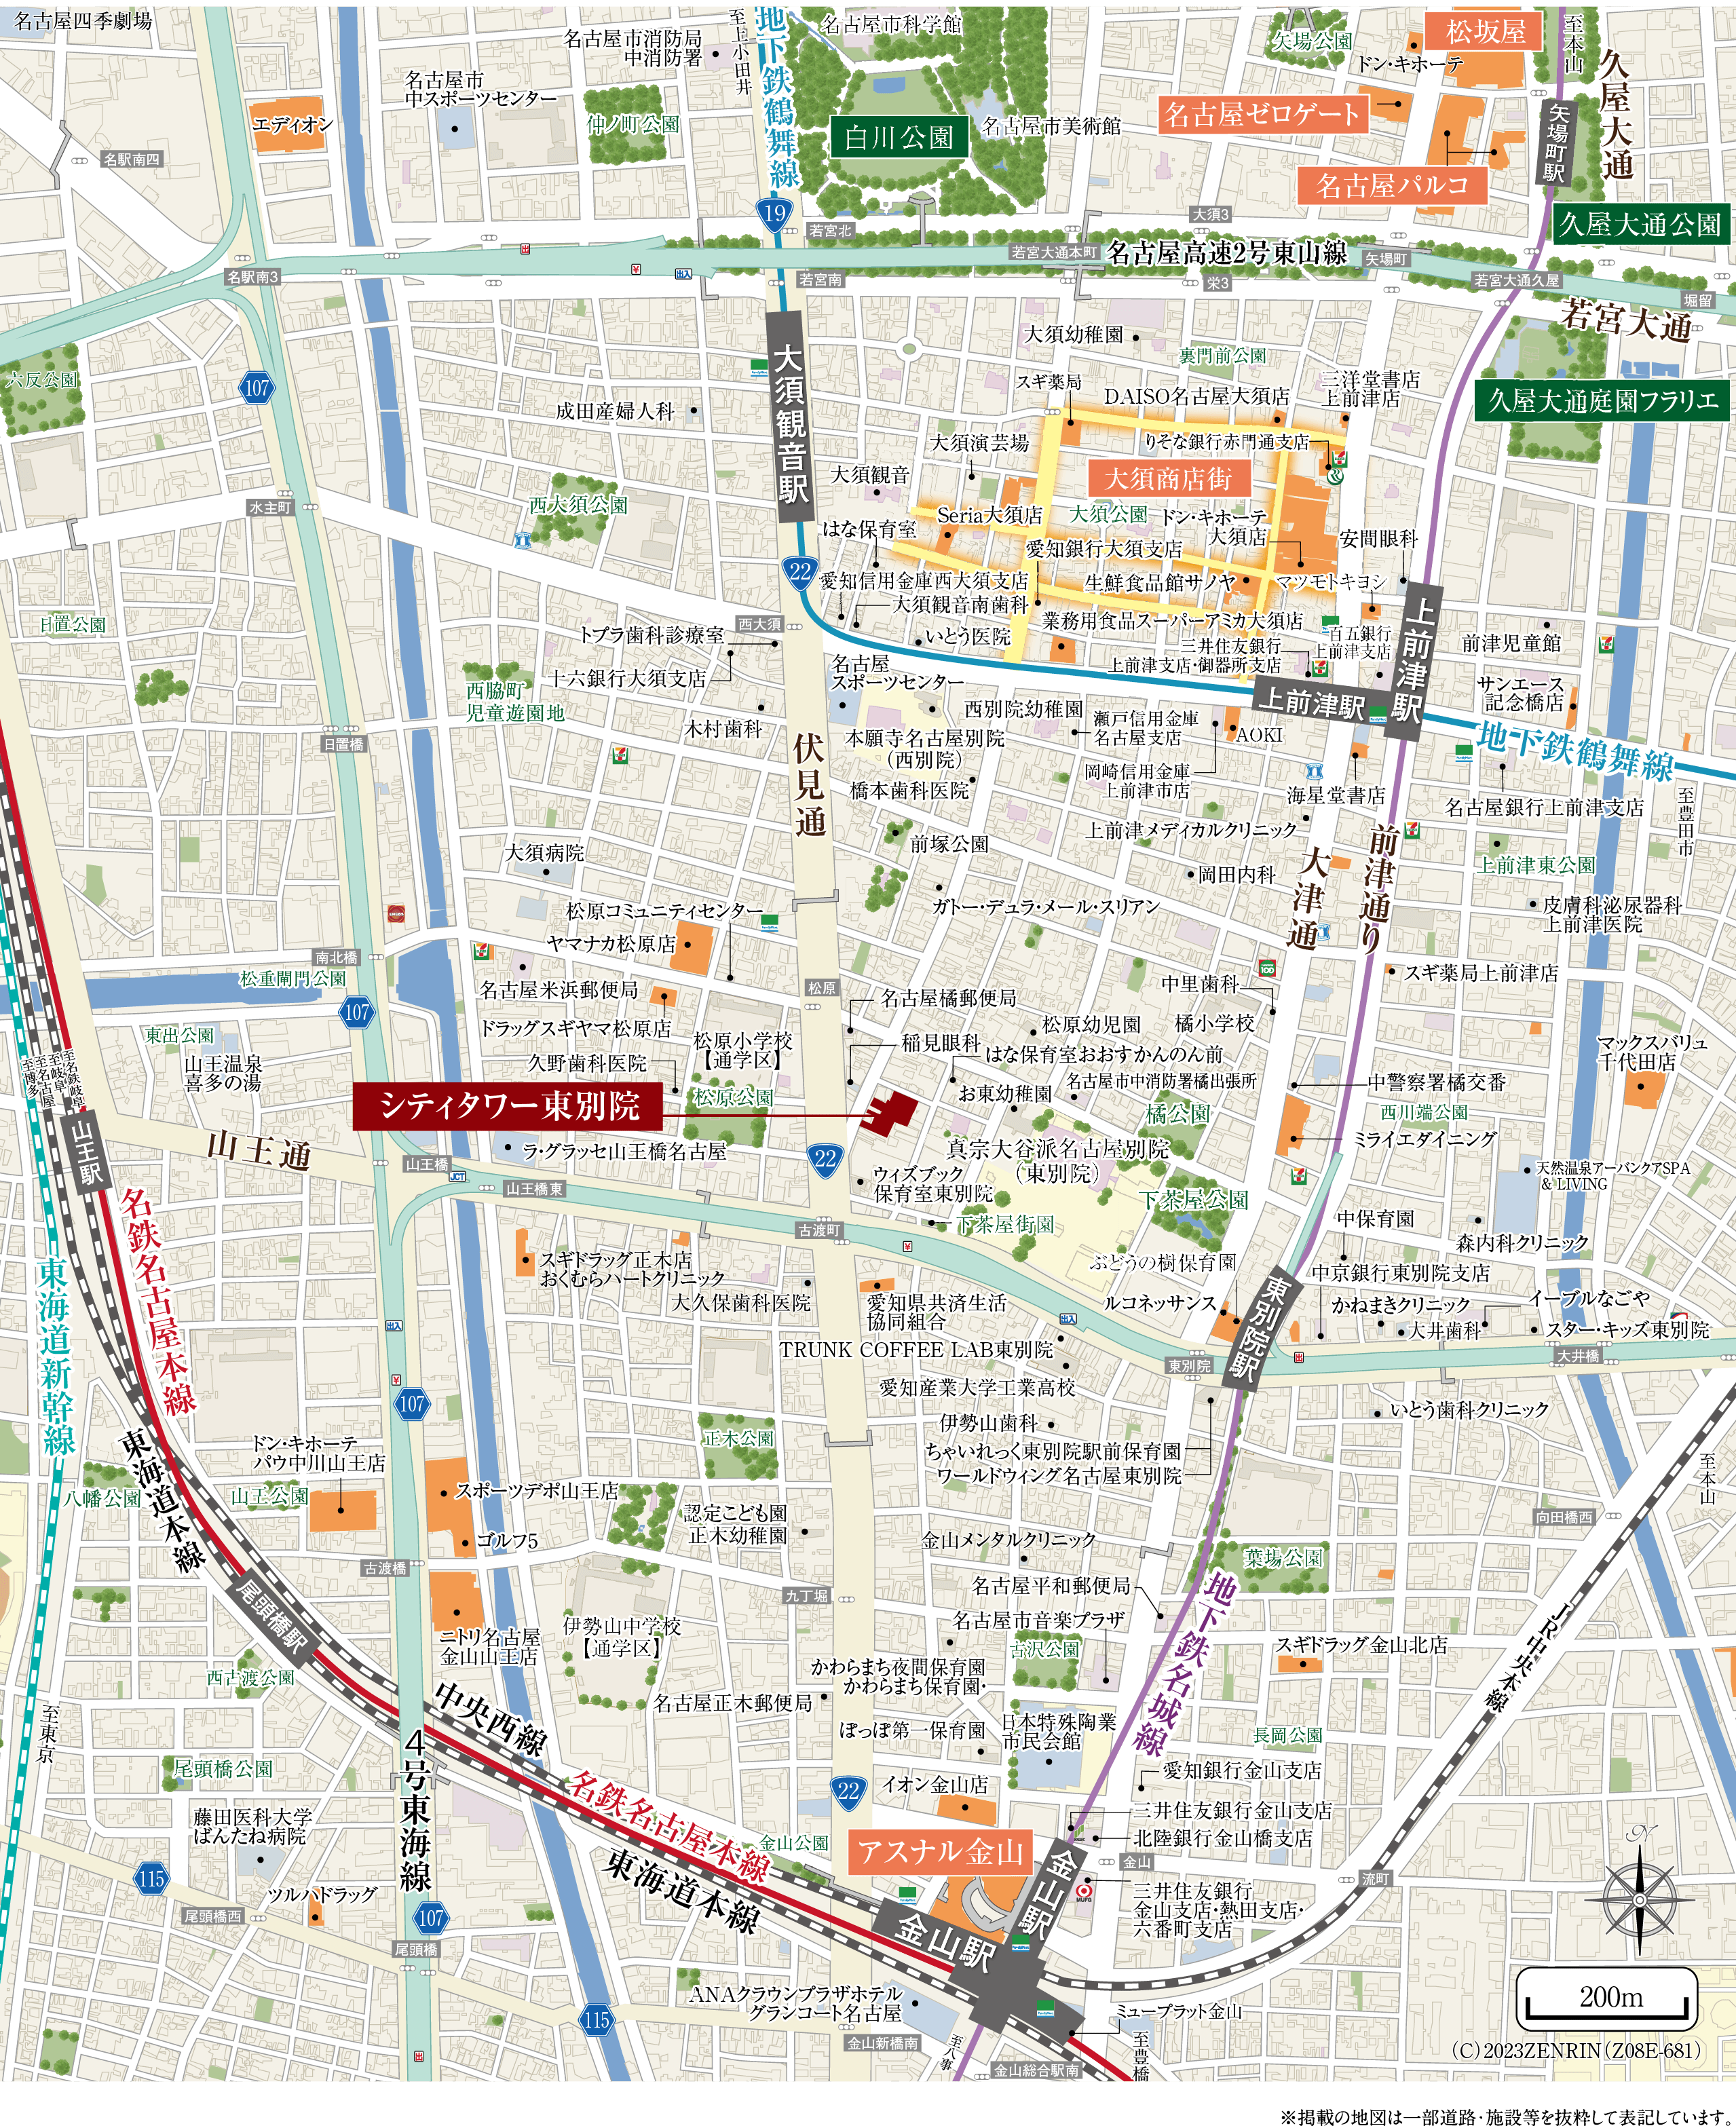 名古屋四季劇場
名古屋市消防局
中消防署
至上小田井
地下鉄鶴舞線
名古屋市科学館
矢場公園
松坂屋
ドン・キホーテ
至本山
久屋大通
名古屋市
中スポーツセンター
エディオン
仲ノ町公園
白川公園
名古屋市美術館
名古屋ゼロゲート
矢場町駅
名駅南四
名古屋パルコ
19
若宮北
大須3
久屋大通公園
若宮大通本町
名古屋高速2号東山線
矢場町
名駅南3
出
¥
出入
若宮南
栄3
若宮大通久屋
堀留
若宮大通
大須幼稚園
裏門前公園
六反公園
107
大須観音駅
成田産婦人科
スギ薬局
DAISO名古屋大須店
三洋堂書店
上前津店
久屋大通庭園フラリエ
大須演芸場
りそな銀行赤門通支店
大須観音
大須商店街
水主町
西大須公園
はな保育室
Seria大須店
大須公園
ドン・キホーテ
大須店
愛知銀行大須支店
安間眼科
22
愛知信用金庫西大須支店
生鮮食品館サノヤ
マツモトキヨシ
大須観音南歯科
日置公園
西大須
業務用食品スーパーアミカ大須店
トプラ歯科診療室
いとう医院
三井住友銀行
上前津支店・御器所支店
百五銀行
上前津支店
上前津駅
前津児童館
十六銀行大須支店
名古屋
スポーツセンター
西脇町
児童遊園地
サンエース
記念橋店
上前津駅
木村歯科
西別院幼稚園
瀬戸信用金庫
名古屋支店
AOKI
日置橋
伏見通
本願寺名古屋別院
（西別院）
地下鉄鶴舞線
岡崎信用金庫
上前津市店
橋本歯科医院
海星堂書店
名古屋銀行上前津支店
至豊田市
前塚公園
上前津メディカルクリニック
大須病院
大津通
前津通り
上前津東公園
岡田内科
松原コミュニティセンター
ガトー・デュラ・メール・スリアン
皮膚科泌尿器科
上前津医院
ヤマナカ松原店
南北橋
松重閘門公園
名古屋米浜郵便局
松原
名古屋橘郵便局
中里歯科
スギ薬局上前津店
107
東出公園
ドラッグスギヤマ松原店
松原小学校
【通学区】
松原幼児園
橘小学校
稲見眼科
はな保育室おおすかんのん前
マックスバリュ
千代田店
至博多
至名古屋
至岐阜
至名鉄岐阜
山王温泉
喜多の湯
久野歯科医院
名古屋市中消防署橘出張所
中警察署橘交番
お東幼稚園
シティタワー東別院
松原公園
橘公園
西川端公園
山王駅
山王通
ラ・グラッセ山王橋名古屋
22
真宗大谷派名古屋別院
（東別院）
ミライエダイニング
山王橋
JCT
山王橋東
ウィズブック
保育室東別院
天然温泉アーバンクアSPA
& LIVING
下茶屋公園
名鉄名古屋本線
古渡町
下茶屋街園
中保育園
¥
森内科クリニック
東海道新幹線
スギドラッグ正木店
おくむらハートクリニック
ぶどうの樹保育園
中京銀行東別院支店
大久保歯科医院
愛知県共済生活
協同組合
ルコネッサンス
東別院駅
かねまきクリニック
イーブルなごや
出入
出入
大井歯科
スター・キッズ東別院
TRUNK COFFEE LAB東別院
東別院
出
大井橋
愛知産業大学工業高校
¥
107
伊勢山歯科
いとう歯科クリニック
東海道本線
ドン・キホーテ
パウ中川山王店
正木公園
ちゃいれっく東別院駅前保育園
ワールドウィング名古屋東別院
至本山
八幡公園
山王公園
スポーツデポ山王店
認定こども園
正木幼稚園
向田橋西
ゴルフ5
金山メンタルクリニック
葉場公園
古渡橋
尾頭橋駅
九丁堀
名古屋平和郵便局
地下鉄名城線
JR中央本線
ニトリ名古屋
金山山王店
伊勢山中学校
【通学区】
名古屋市音楽プラザ
古沢公園
スギドラッグ金山北店
西古渡公園
かわらまち夜間保育園
かわらまち保育園・
名古屋正木郵便局
中央西線
至東京
4号東海線
ぽっぽ第一保育園
日本特殊陶業
市民会館
長岡公園
尾頭橋公園
愛知銀行金山支店
名鉄名古屋本線
22
イオン金山店
三井住友銀行金山支店
藤田医科大学
ばんたね病院
金山公園
アスナル金山
北陸銀行金山橋支店
N
115
東海道本線
金山駅
金山
流町
ツルハドラッグ
MUFG
三井住友銀行
金山支店・熱田支店・
六番町支店
尾頭橋西
107
金山駅
尾頭橋
ANAクラウンプラザホテル
グランコート名古屋
200m
115
ミュープラット金山
金山新橋南
至八事
至豊橋
出
金山総合駅南
（C）2023ZENRIN（Z08E-681）
※掲載の地図は一部道路・施設等を抜粋して表記しています。